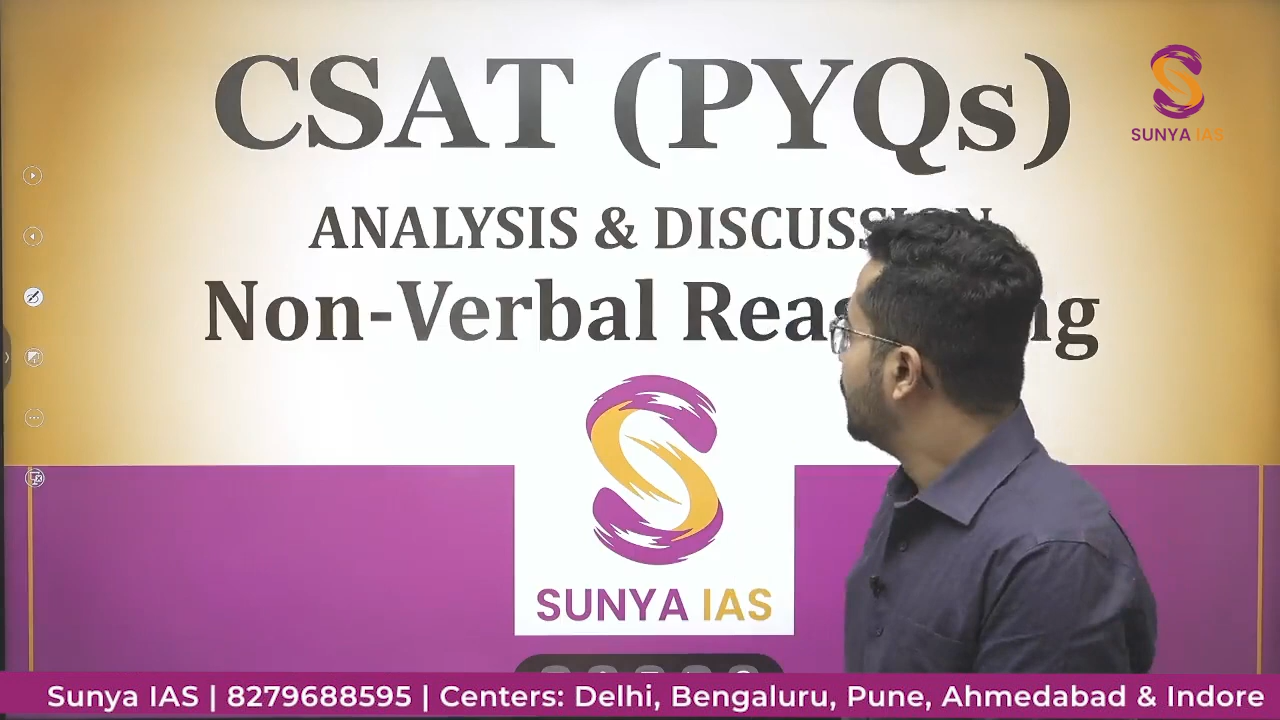 CSAT (PYQs)
SUNYA IAS
ANALYSIS & DISCUSSION
Non-Verbal Rea ng
SUNYA IAS
Sunya IAS | 8279688595 | Centers: Delhi, Bengaluru, Pune, Ahmedabad & Indore